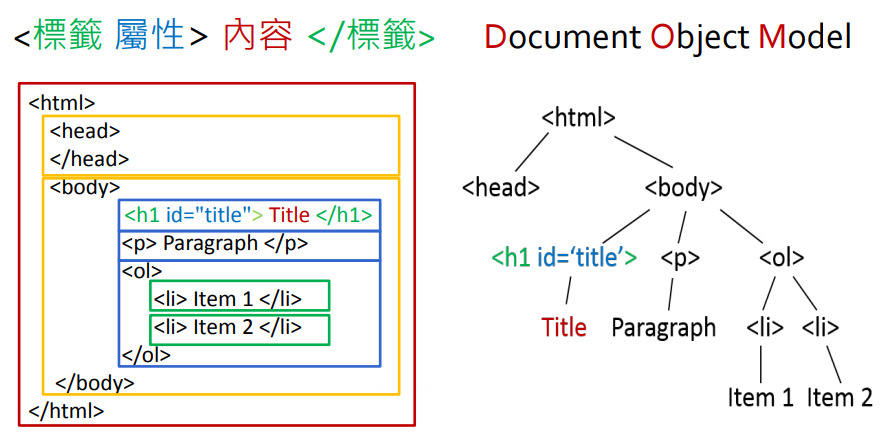 <標籤 屬性> 內容 </標籤>
Document Object Model
<html>
<head>
</head>
<body>
<h1 id="title"> Title </h1>
<p> Paragraph </p>
<ol>
<li> Item 1 </li>
<li> Item 2 </li>
</ol>
</body>
</html>
<html>
<head> <body>
<h1 id=‘title’> <p> <ol>
Title Paragraph <li> <li>
Item 1 Item 2